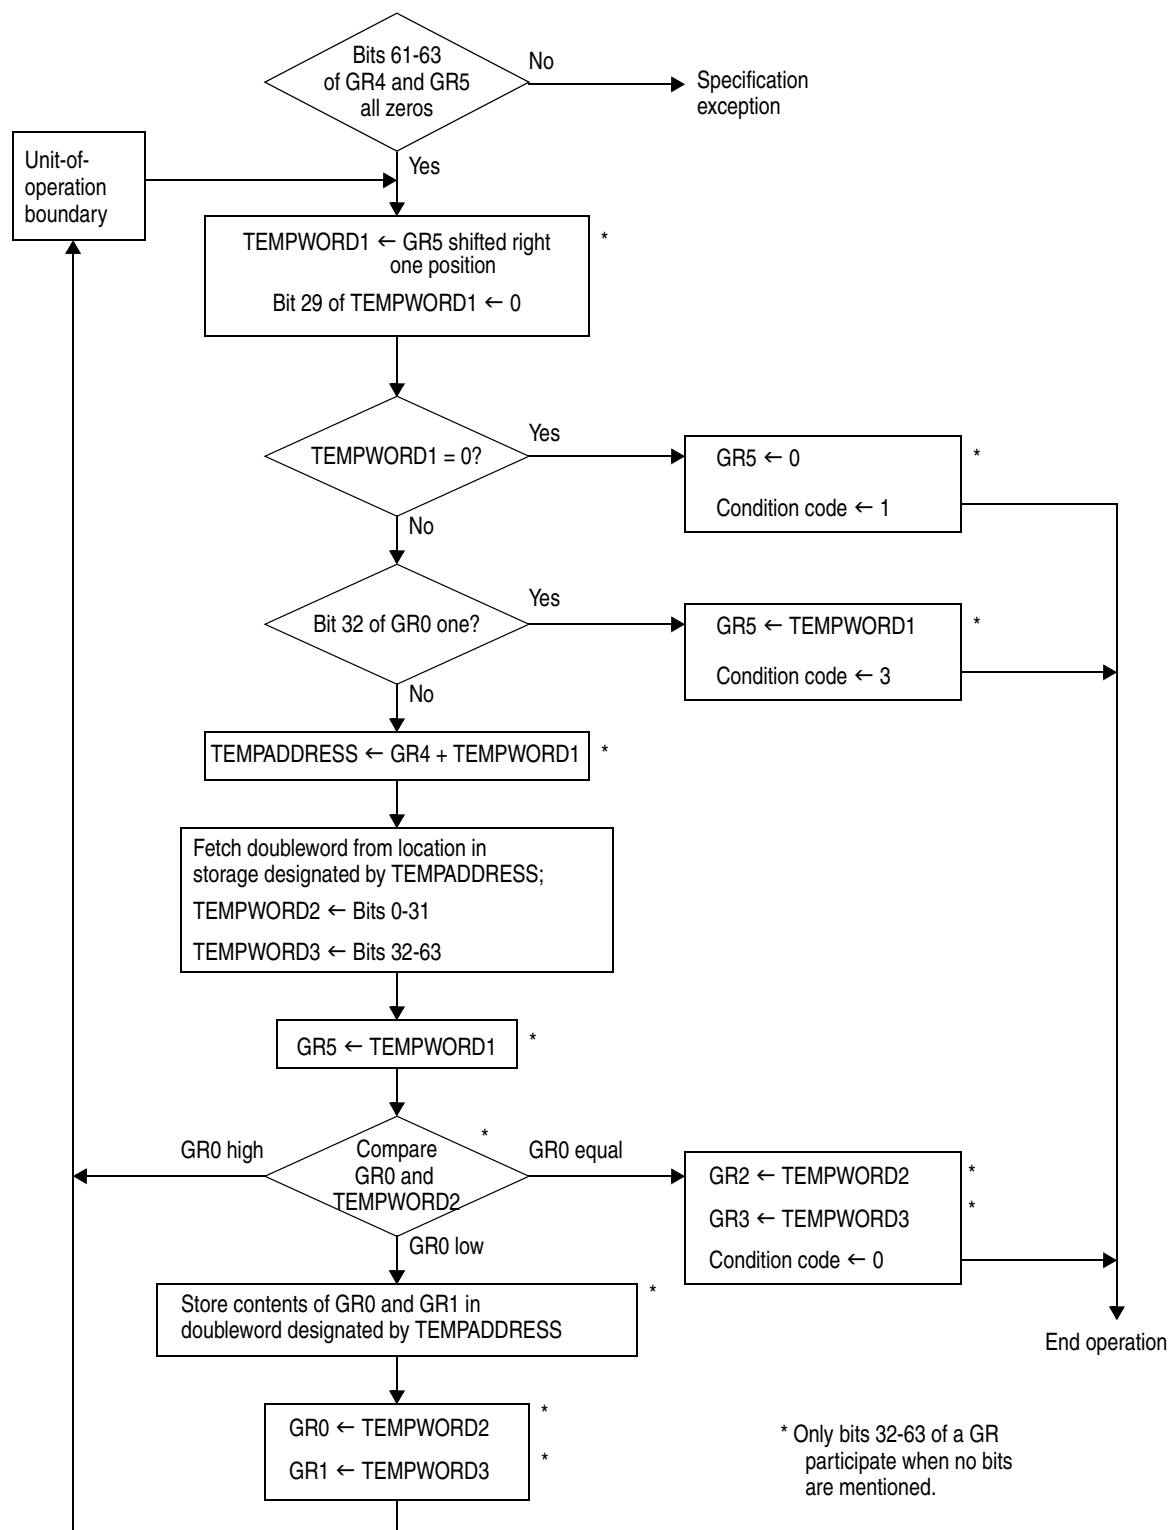 Bits 61-63
of GR4 and GR5
all zeros
No
Specification
exception
Yes
Unit-of-
operation
boundary
TEMPWORD1 ← GR5 shifted right
one position
Bit 29 of TEMPWORD1 ← 0
*
TEMPWORD1 = 0?
Yes
GR5 ← 0
*
Condition code ← 1
No
Bit 32 of GR0 one?
Yes
GR5 ← TEMPWORD1
*
Condition code ← 3
No
TEMPADDRESS ← GR4 + TEMPWORD1
*
Fetch doubleword from location in
storage designated by TEMPADDRESS;
TEMPWORD2 ← Bits 0-31
TEMPWORD3 ← Bits 32-63
GR5 ← TEMPWORD1
*
GR0 high
Compare
GR0 and
TEMPWORD2
*
GR0 equal
GR2 ← TEMPWORD2
*
GR3 ← TEMPWORD3
*
Condition code ← 0
GR0 low
Store contents of GR0 and GR1 in
doubleword designated by TEMPADDRESS
*
End operation
GR0 ← TEMPWORD2
*
GR1 ← TEMPWORD3
*
* Only bits 32-63 of a GR
participate when no bits
are mentioned.